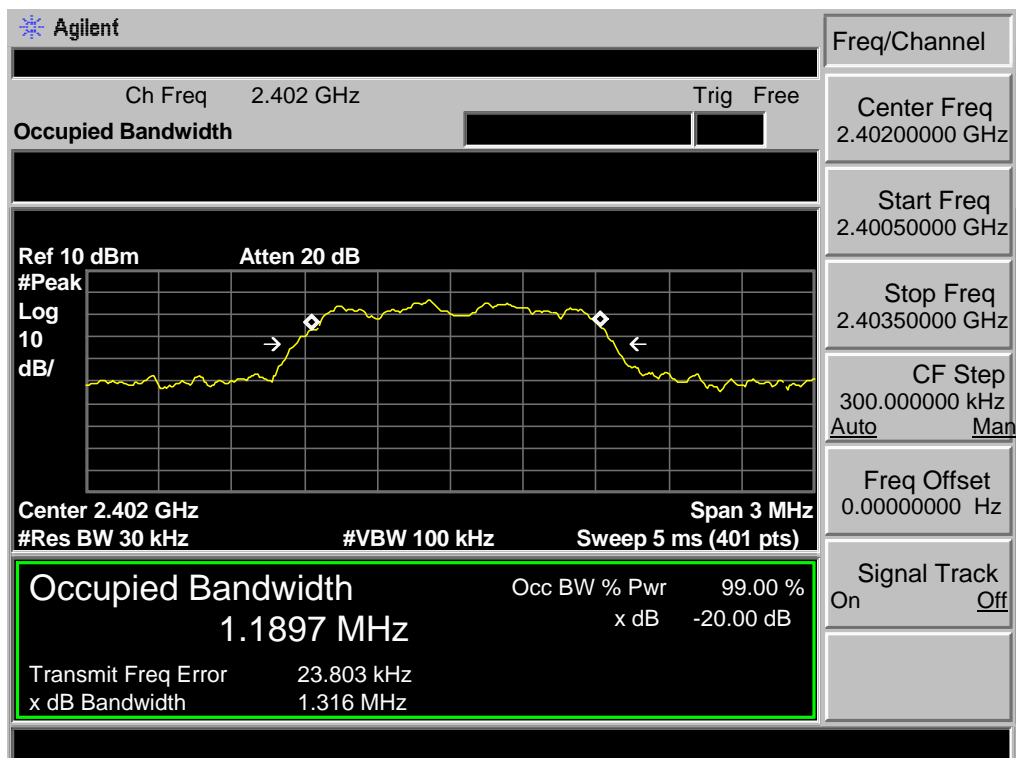 Agilent
Freq/Channel
Ch Freq 2.402 GHz Trig Free
Occupied Bandwidth
Center Freq
2.40200000 GHz
Start Freq
2.40050000 GHz
Ref 10 dBm Atten 20 dB
#Peak
Log
10
dB/
Stop Freq
2.40350000 GHz
CF Step
300.000000 kHz
Auto Man
Freq Offset
0.00000000 Hz
Center 2.402 GHz Span 3 MHz
#Res BW 30 kHz #VBW 100 kHz Sweep 5 ms (401 pts)
Signal Track
On Off
Occupied Bandwidth
1.1897 MHz
Occ BW % Pwr 99.00 %
x dB -20.00 dB
Transmit Freq Error 23.803 kHz
x dB Bandwidth 1.316 MHz